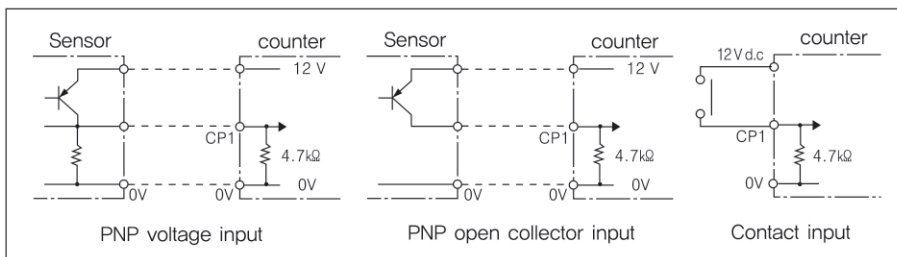 Sensor
counter
12 V
CP1
4.7kΩ
0V
0V
0V
PNP voltage input
Sensor
counter
12 V
CP1
4.7kΩ
0V
0V
0V
PNP open collector input
counter
12V d.c
CP1
4.7kΩ
0V
Contact input